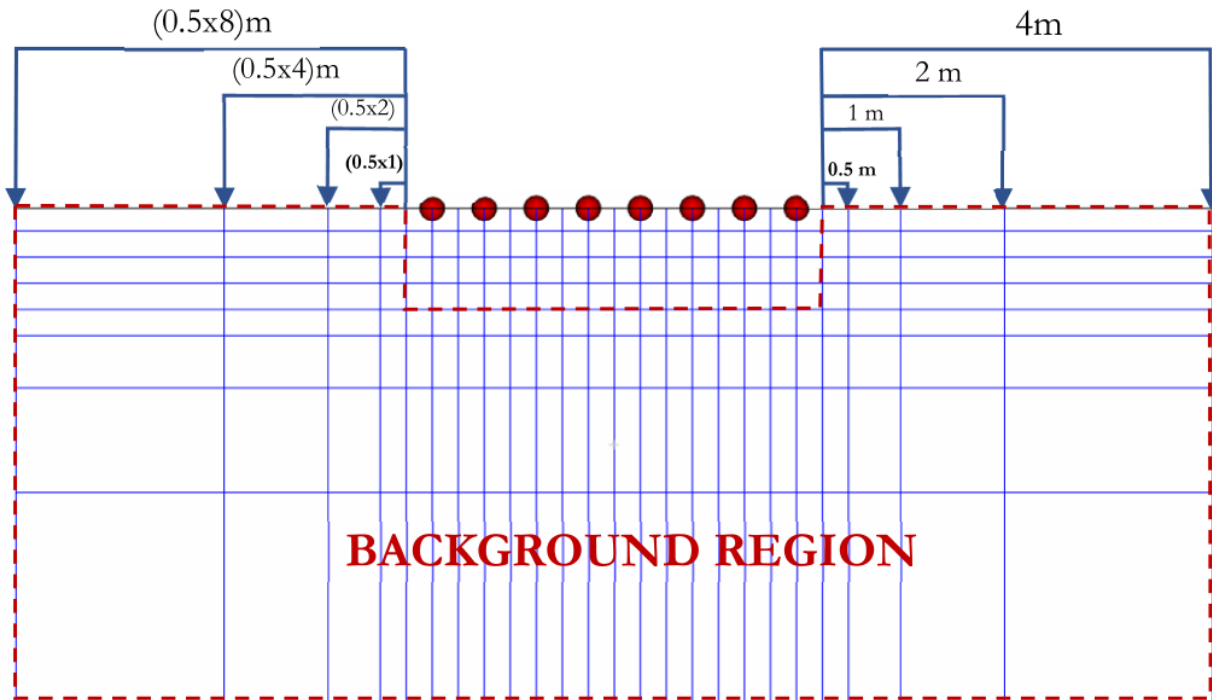 (0.5x8)m
4m
(0.5x4)m
2 m
(0.5x2)
1 m
(0.5x1)
0.5 m
BACKGROUND REGION